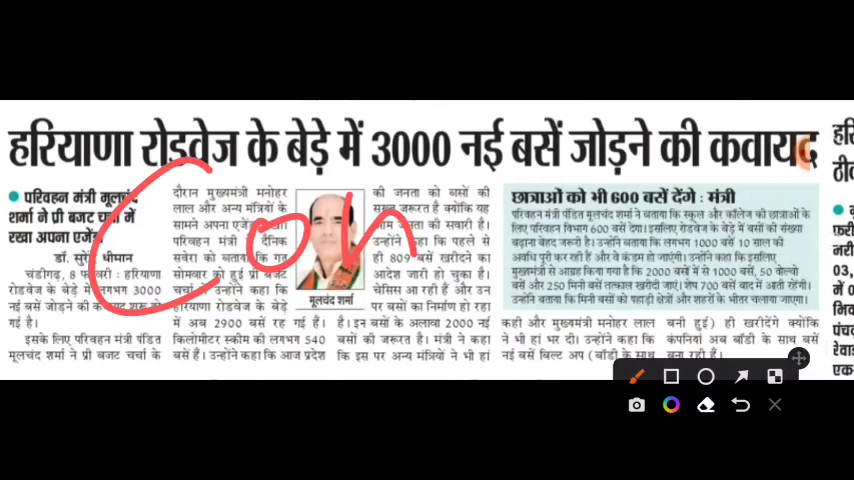 हरियाणा रोडवेज के बेड़े में 3000 नई बसें जोड़ने की कवायद
परिवहन मंत्री मूलचंद
शर्मा ने प्री बजट चर्चा में
रखा अपना एजेंडा
डॉ. सुरेंद्र धीमान
चंडीगढ़, 8 फरवरी : हरियाणा
रोडवेज के बेड़े में लगभग 3000
नई बसें जोड़ने की कवायद शुरू हो
गई है।
इसके लिए परिवहन मंत्री पंडित
मूलचंद शर्मा ने प्री बजट चर्चा के
दौरान मुख्यमंत्री मनोहर
लाल और अन्य मंत्रियों के
सामने अपना एजेंडा रखा।
परिवहन मंत्री ने दैनिक
सवेरा को बताया कि गत
सोमवार को हुई प्री बजट
चर्चा में उन्होंने कहा कि
हरियाणा रोडवेज के बेड़े
में अब 2900 बसें रह गई हैं।
किलोमीटर स्कीम की लगभग 540
बसें हैं। उन्होंने कहा कि आज प्रदेश
मूलचंद शर्मा
की जनता को बसों की
सख्त जरूरत है क्योंकि यह
आम जनता की सवारी है।
उन्होंने कहा कि पहले से
ही 809 बसें खरीदने का
आदेश जारी हो चुका है।
चेसिस आ रही हैं और उन
पर बसों का निर्माण हो रहा
है। इन बसों के अलावा 2000 नई
बसों की जरूरत है। मंत्री ने कहा
कि इस पर अन्य मंत्रियों ने भी हां
छात्राओं को भी 600 बसें देंगे : मंत्री
परिवहन मंत्री पंडित मूलचंद शर्मा ने बताया कि स्कूल और कॉलेज की छात्राओं के
लिए परिवहन विभाग 600 बसें देगा। इसलिए रोडवेज के बेड़े में बसों की संख्या
बढ़ाना बेहद जरूरी है। उन्होंने बताया कि लगभग 1000 बसें 10 साल की
अवधि पूरी कर रही हैं और वे कंडम हो जाएंगी। उन्होंने कहा कि इसलिए
मुख्यमंत्री से आग्रह किया गया है कि 2000 बसों में से 1000 बसें, 50 वोल्वो
बसें और 250 मिनी बसें तत्काल खरीदी जाएं। शेष 700 बसें बाद में आती रहेंगी।
उन्होंने बताया कि मिनी बसों को पहाड़ी क्षेत्रों और शहरों के भीतर चलाया जाएगा।
कही और मुख्यमंत्री मनोहर लाल
ने भी हां भर दी। उन्होंने कहा कि
नई बसें बिल्ट अप (बॉडी के साथ
बनी हुई) ही खरीदेंगे क्योंकि
कंपनियां अब बॉडी के साथ बसें
बना रही हैं।
03,
में 0